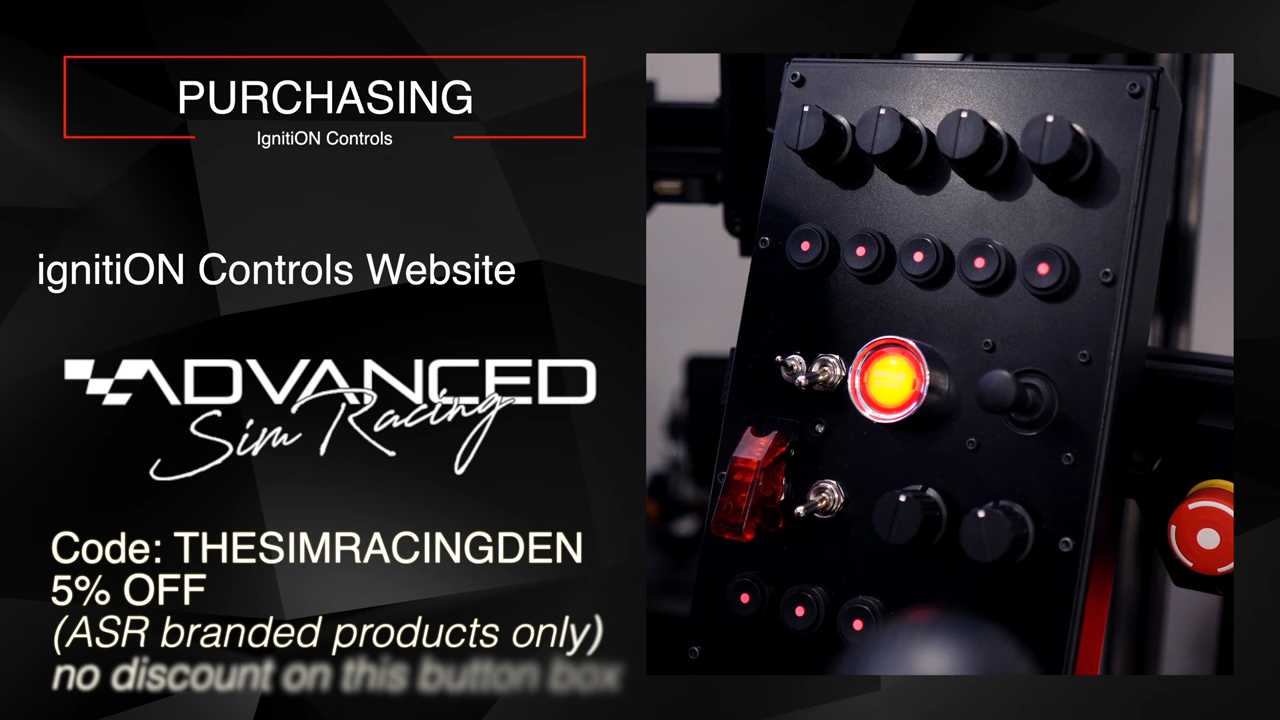 PURCHASING
IgnitiON Controls
ignitiON Controls Website
ADVANCED
Sim Racing
Code: THESIMRACINGDEN
5% OFF
(ASR branded products only)
no discount on this button box